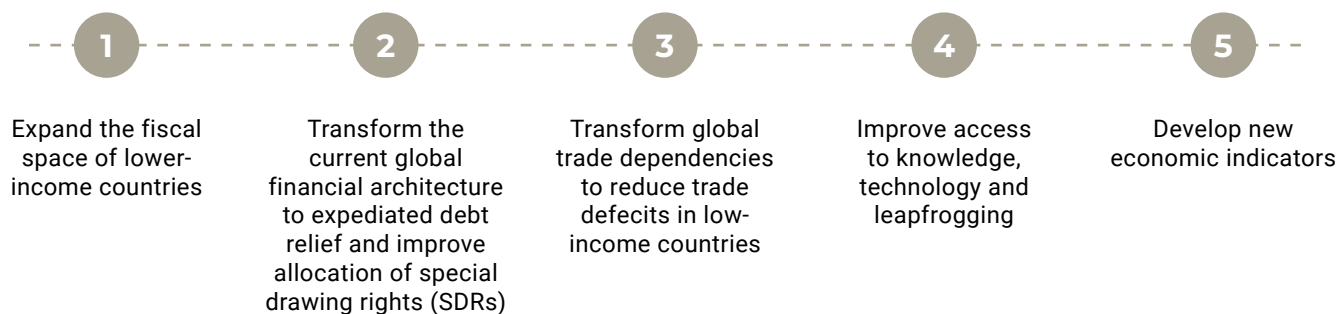 1
Expand the fiscal
space of lower-
income countries
2
Transform the
current global
financial architecture
to expediated debt
relief and improve
allocation of special
drawing rights (SDRs)
3
Transform global
trade dependencies
to reduce trade
defecits in low-
income countries
4
Improve access
to knowledge,
technology and
leapfrogging
5
Develop new
economic indicators